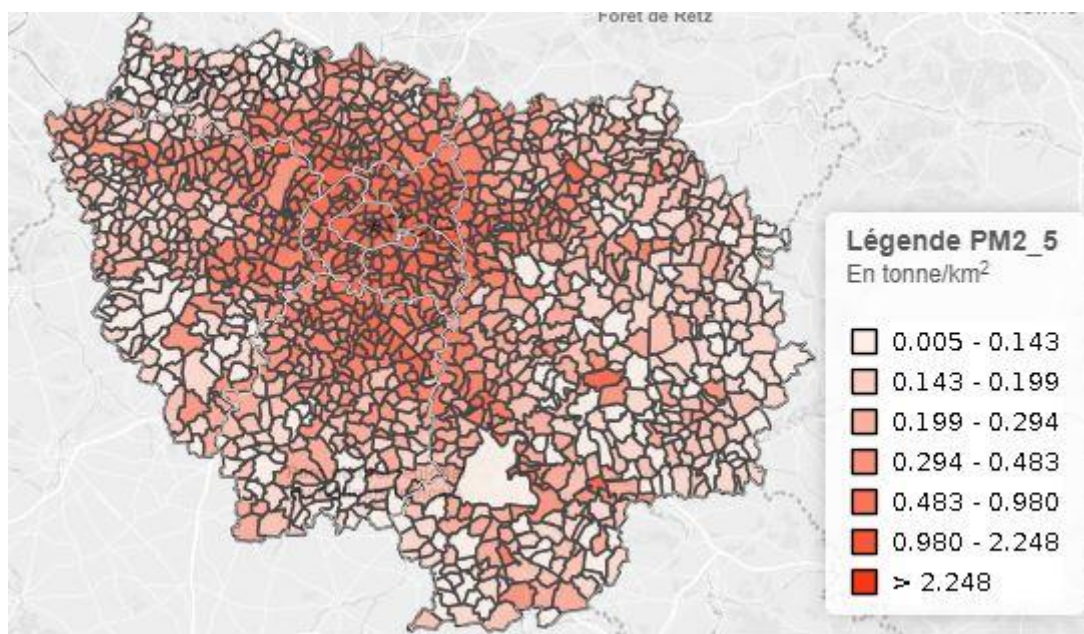 Forêt de Retz
Légende PM2_5
En tonne/km²
0.005 - 0.143
0.143 - 0.199
0.199 - 0.294
0.294 - 0.483
0.483 - 0.980
0.980 - 2.248
> 2.248